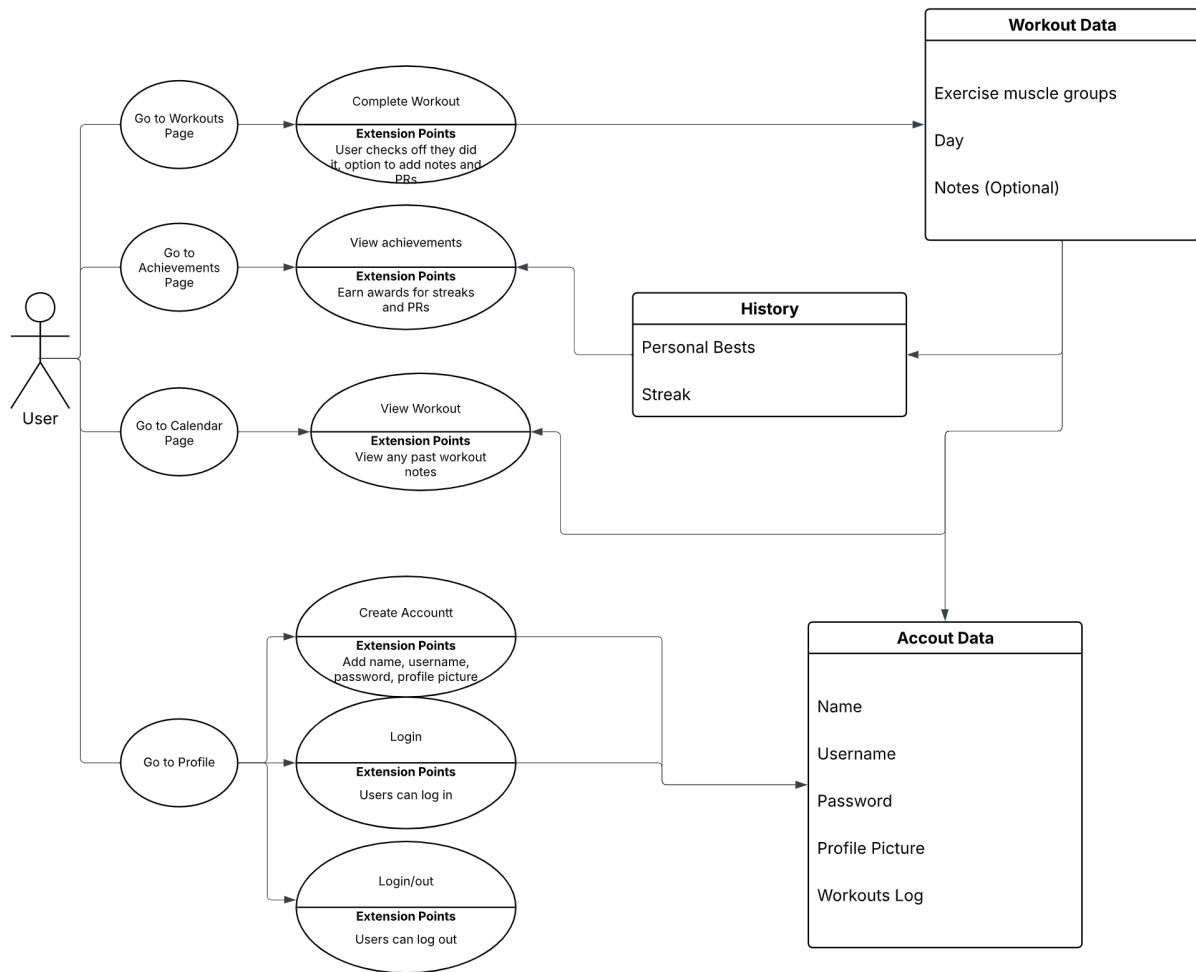 Workout Data
Exercise muscle groups
Day
Notes (Optional)
Go to Workouts
Page
Complete Workout
Extension Points
User checks off they did
it, option to add notes and
PRs
Go to
Achievements
Page
View achievements
Extension Points
Earn awards for streaks
and PRs
History
Personal Bests
Streak
User
Go to Calendar
Page
View Workout
Extension Points
View any past workout
notes
Create Accountt
Extension Points
Add name, username,
password, profile picture
Go to Profile
Login
Extension Points
Users can log in
Login/out
Extension Points
Users can log out
Accout Data
Name
Username
Password
Profile Picture
Workouts Log